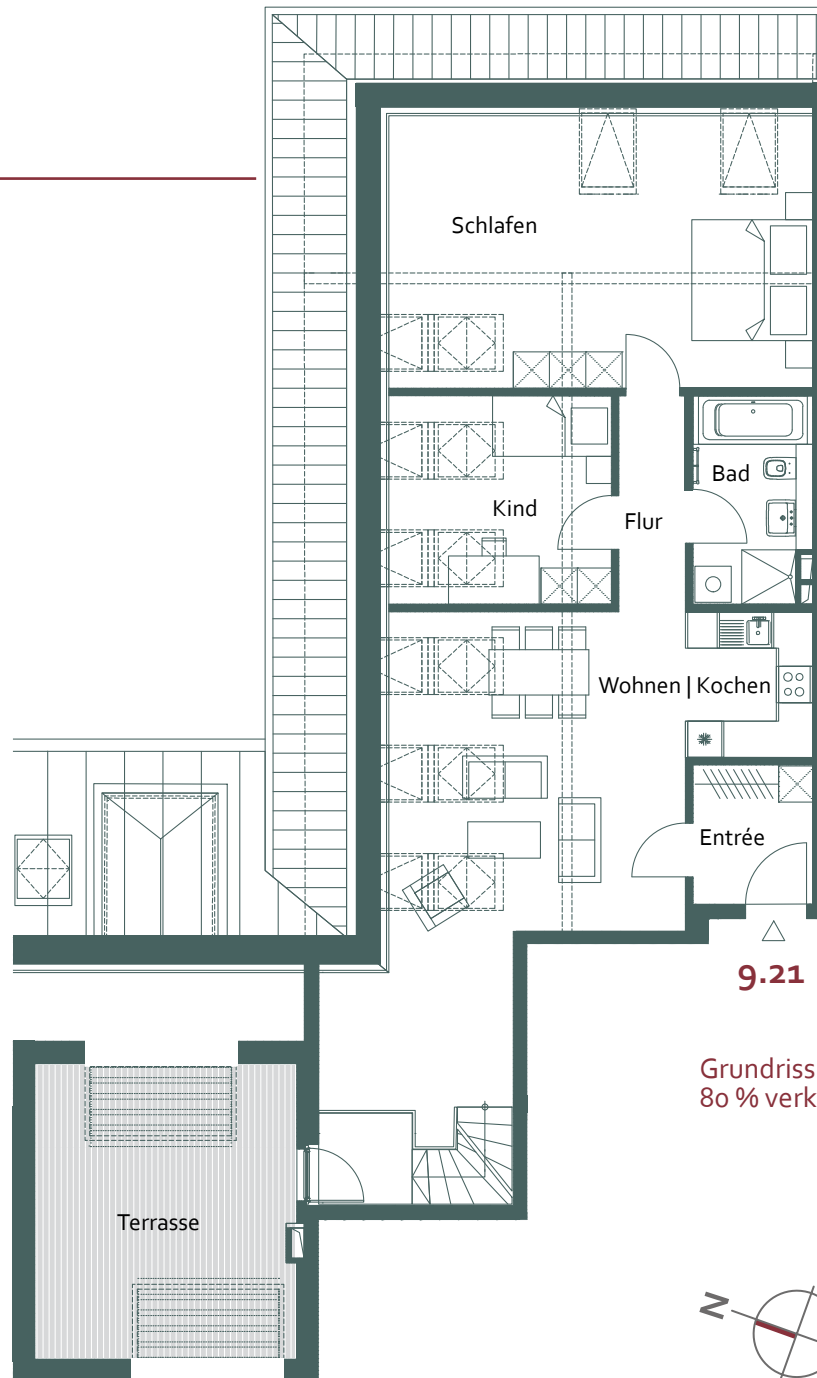 Schlafen
Bad
Kind
Flur
Wohnen | Kochen
Entrée
9.21
Grundriss
80 % verk
Terrasse
N